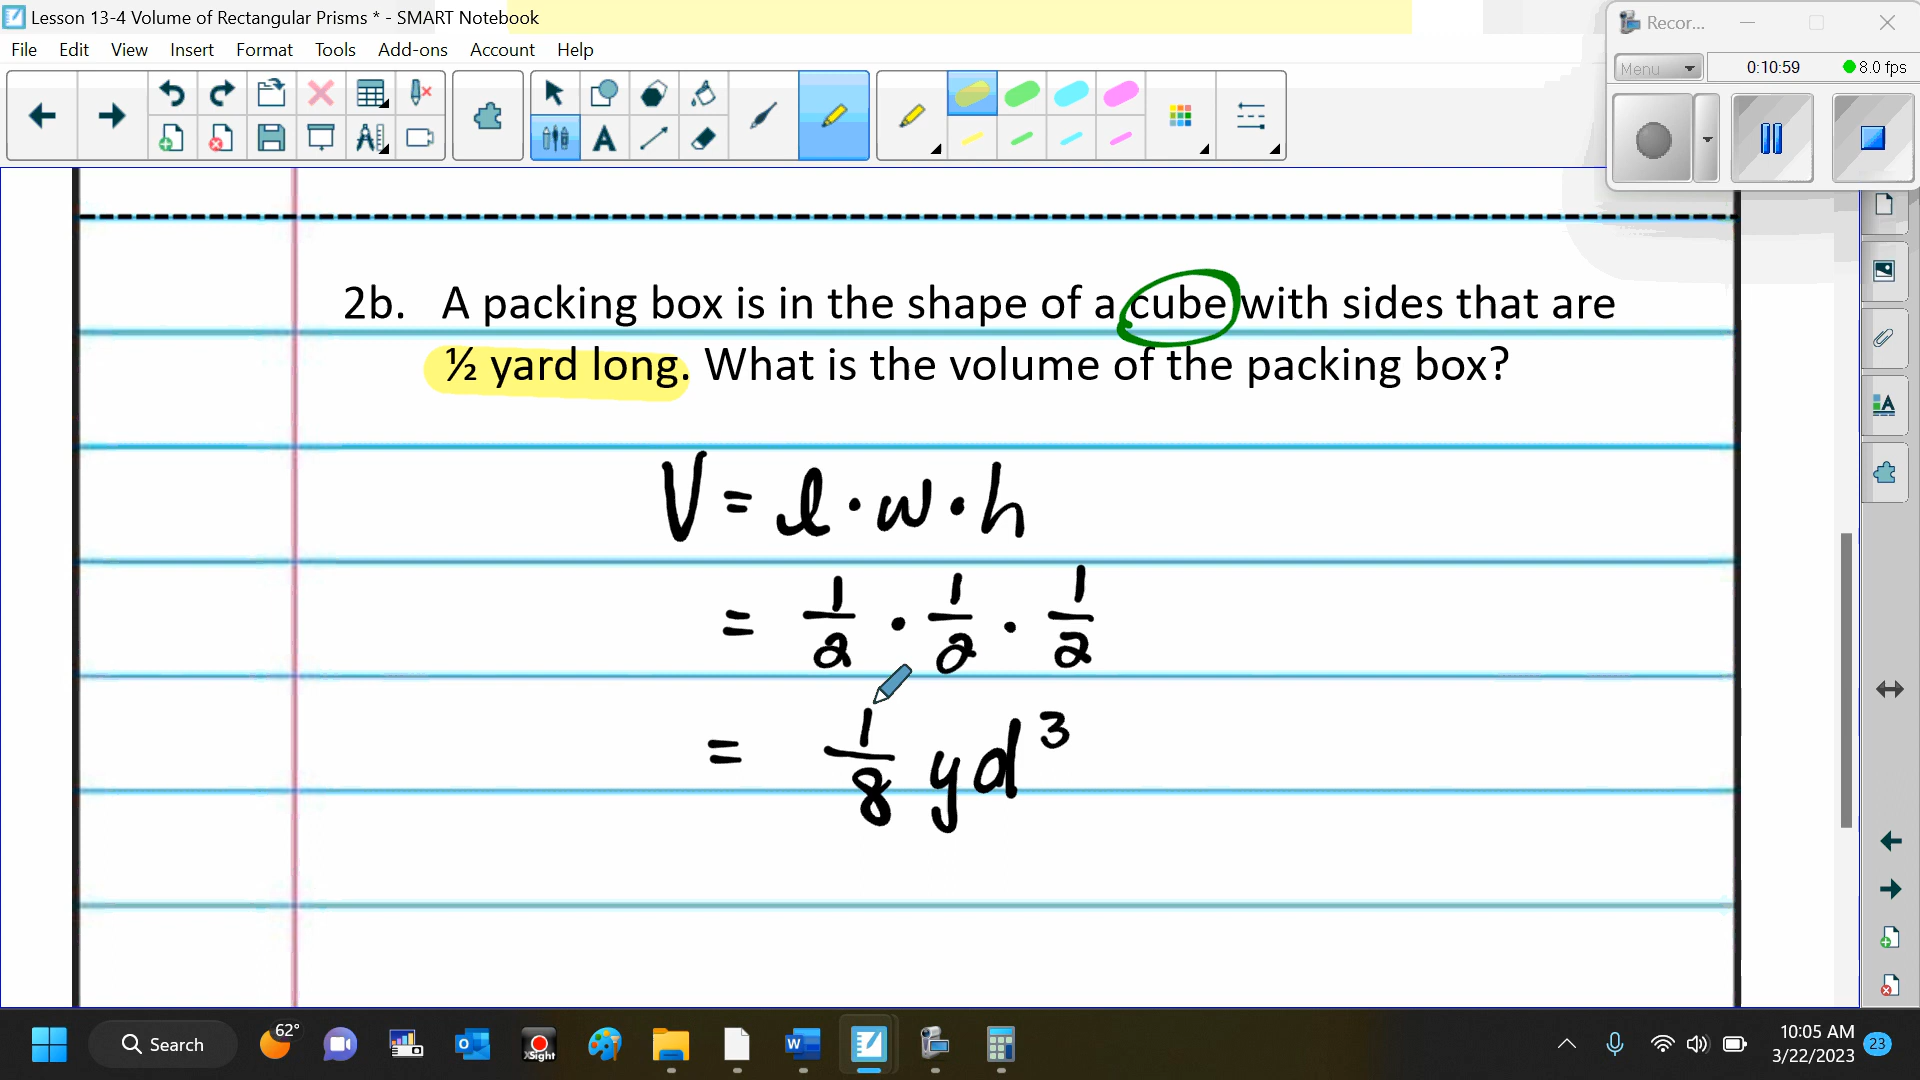 Lesson 13-4 Volume of Rectangular Prisms * - SMART Notebook
File Edit View Insert Format Tools Add-ons Account Help
Recor...
Menu 0:10:59 8.0 fps
2b. A packing box is in the shape of a cube with sides that are
½ yard long. What is the volume of the packing box?
V = l · w · h
= 1/2 · 1/2 · 1/2
= 1/8 yd³
62°
Search
XSight
10:05 AM
3/22/2023
23